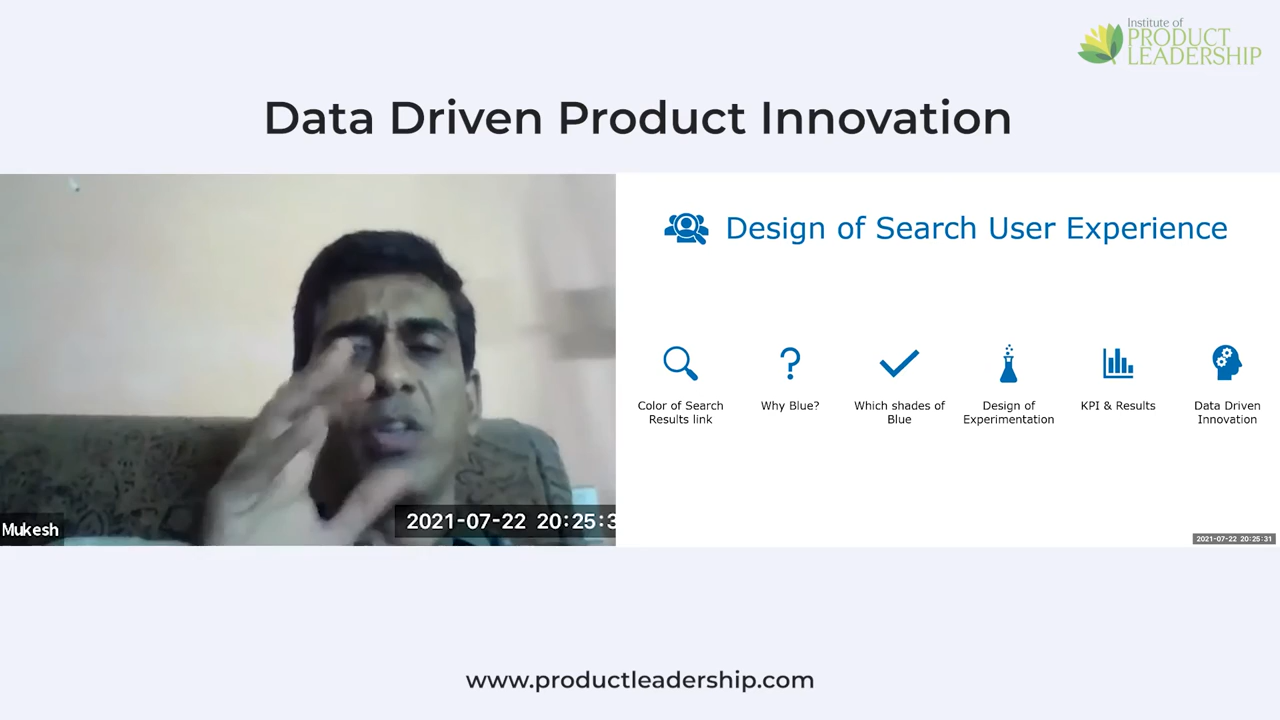 Institute of
PRODUCT
LEADERSHIP
Data Driven Product Innovation
Design of Search User Experience
Color of Search
Results link
Why Blue?
Which shades of
Blue
Design of
Experimentation
KPI & Results
Data Driven
Innovation
Mukesh
2021-07-22 20:25:3
2021-07-22 20:25:31
www.productleadership.com